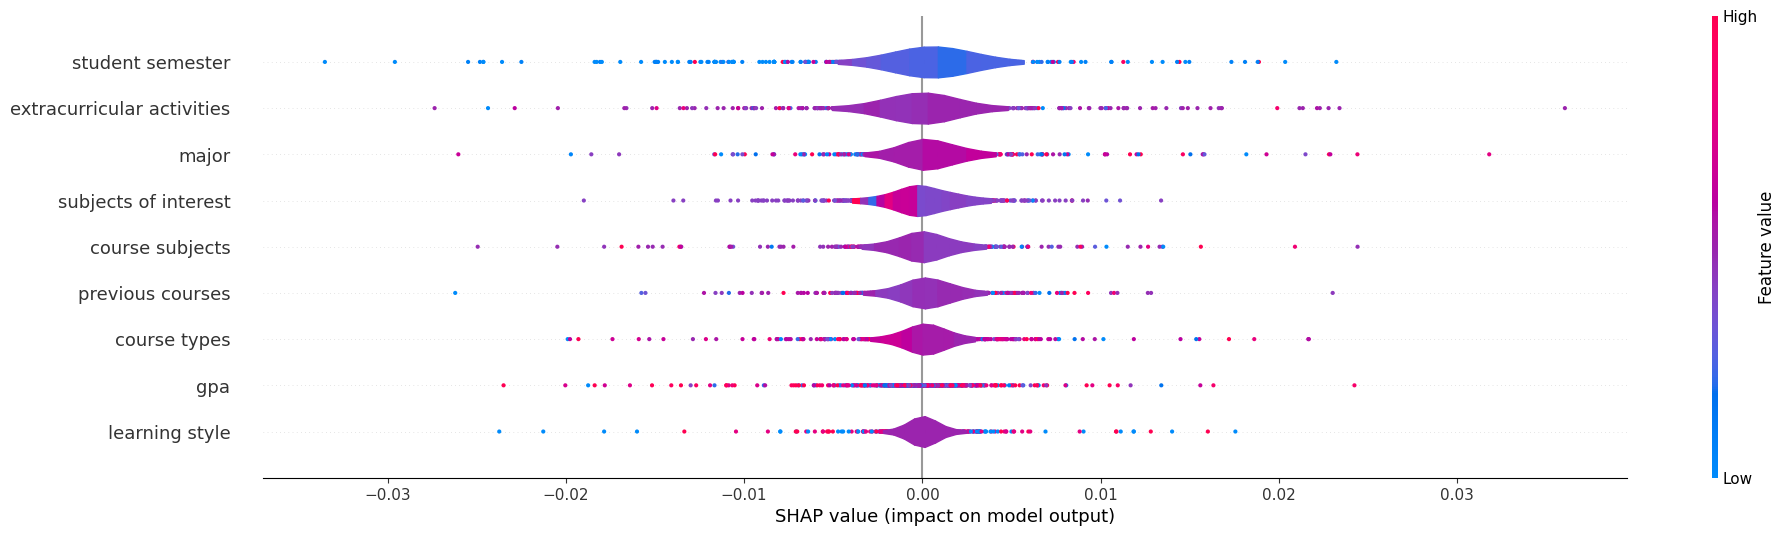 High
student semester
extracurricular activities
major
subjects of interest
course subjects
previous courses
course types
gpa
learning style
Feature value
Low
−0.03 −0.02 −0.01 0.00 0.01 0.02 0.03
SHAP value (impact on model output)